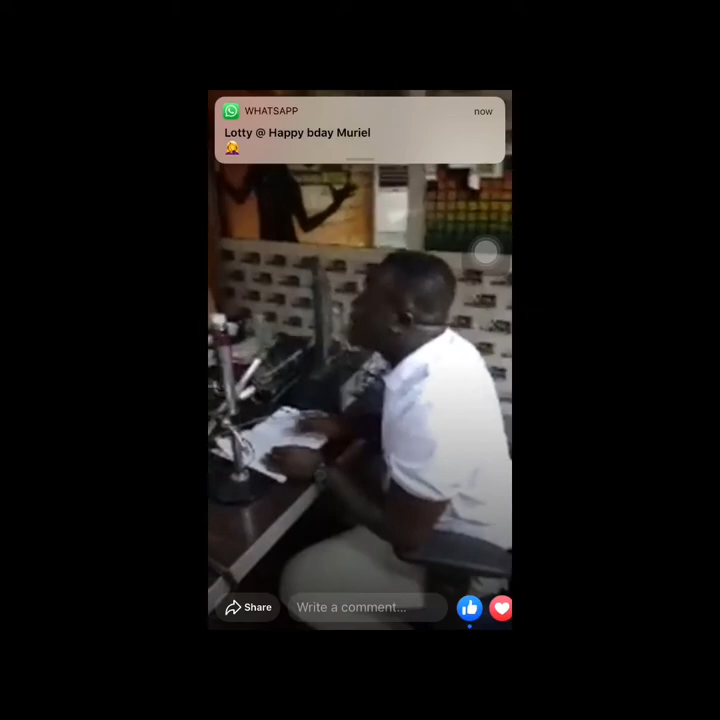 WHATSAPP
now
Lotty @ Happy bday Muriel
🤦‍♀️
Share
Write a comment...